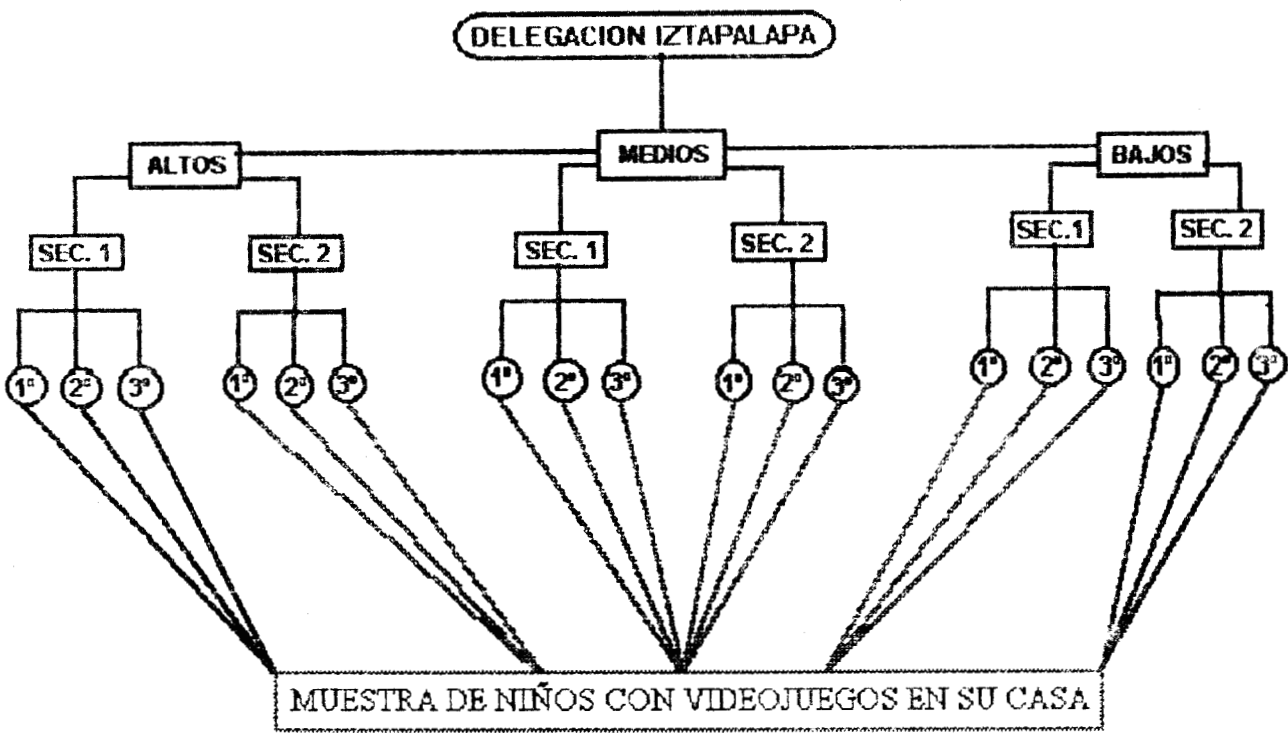 DELEGACION IZTAPALAPA
ALTOS MEDIOS BAJOS
SEC. 1 SEC. 2 SEC. 1 SEC. 2 SEC.1 SEC. 2
1º 2º 3º 1º 2º 3º 1º 2º 3º 1º 2º 3º 1º 2º 3º 1º 2º 3º
MUESTRA DE NIÑOS CON VIDEOJUEGOS EN SU CASA